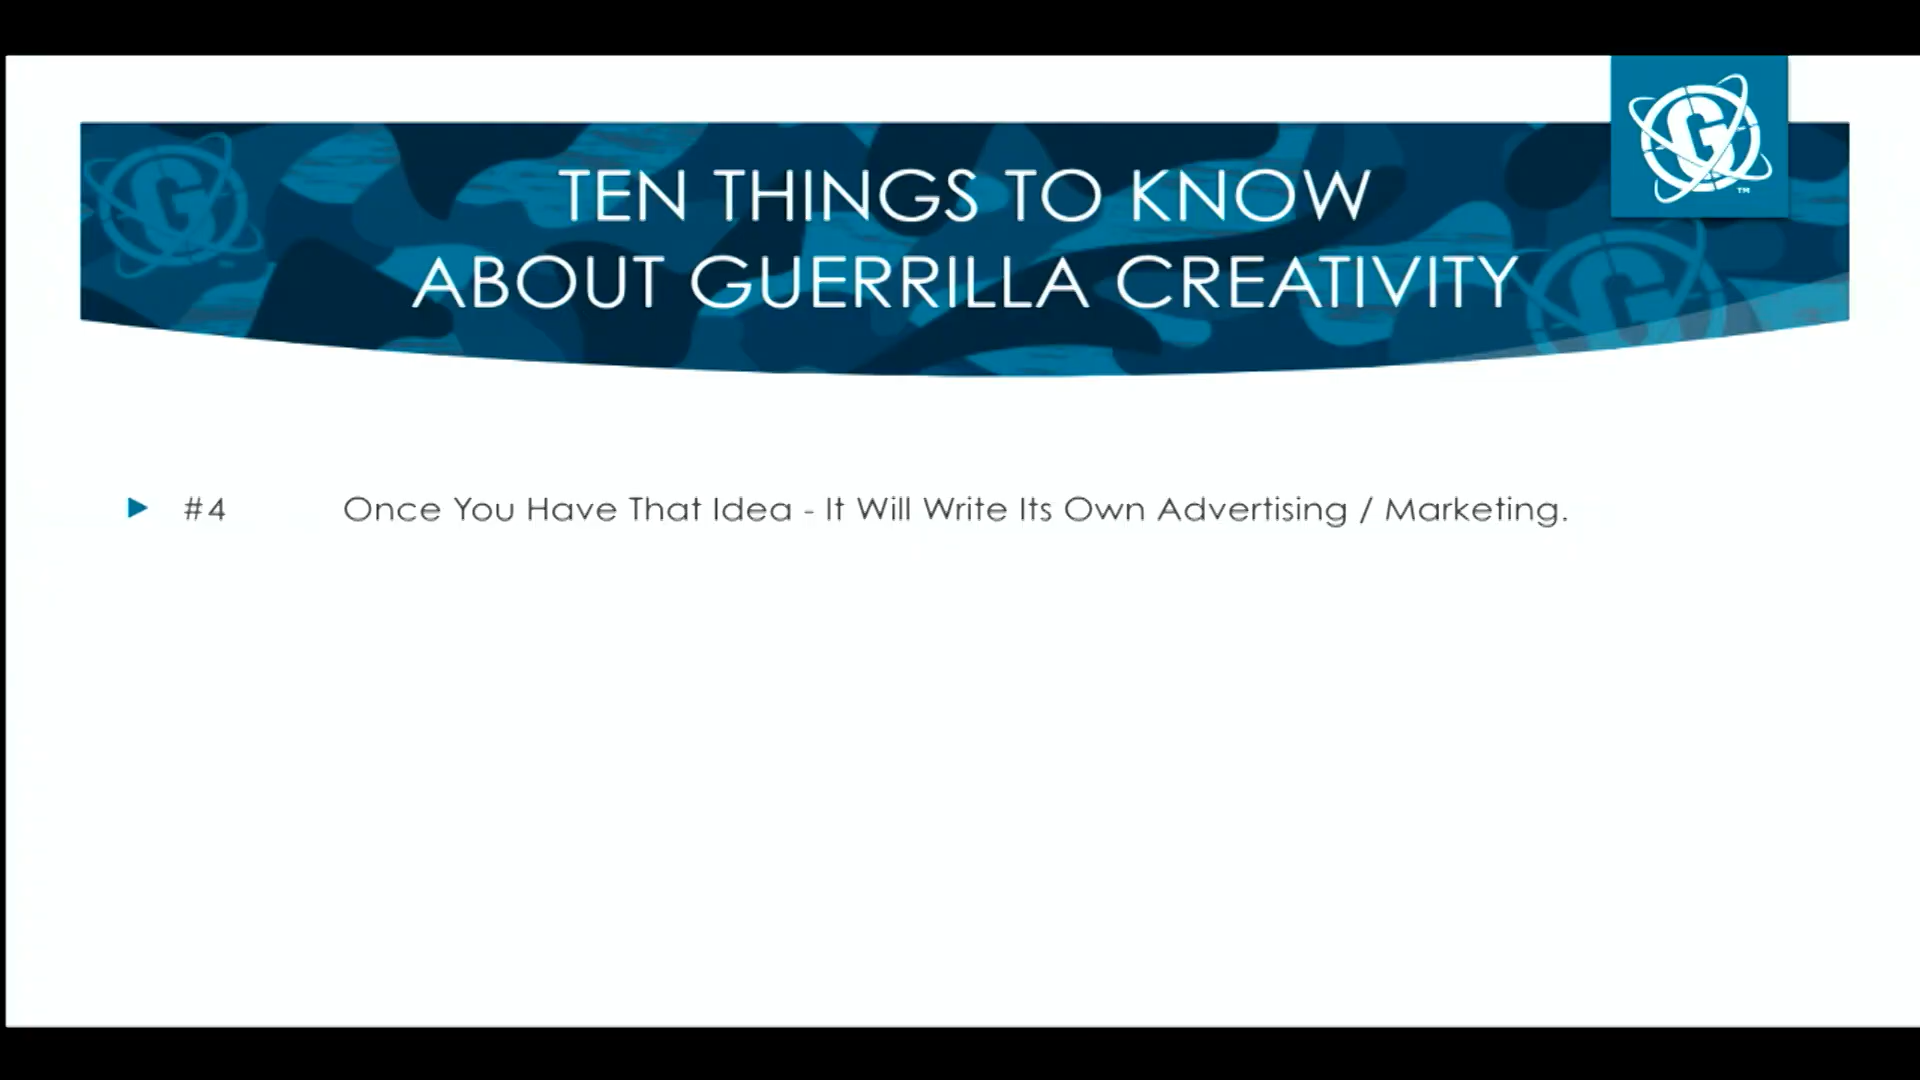 G
G
TM
TEN THINGS TO KNOW
ABOUT GUERRILLA CREATIVITY
G
#4 Once You Have That Idea - It Will Write Its Own Advertising / Marketing.